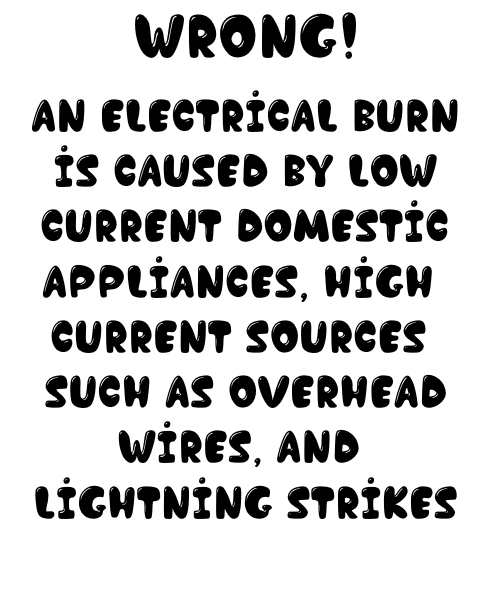 WRONG!
AN ELECTRICAL BURN
IS CAUSED BY LOW
CURRENT DOMESTIC
APPLIANCES, HIGH
CURRENT SOURCES
SUCH AS OVERHEAD
WIRES, AND
LIGHTNING STRIKES